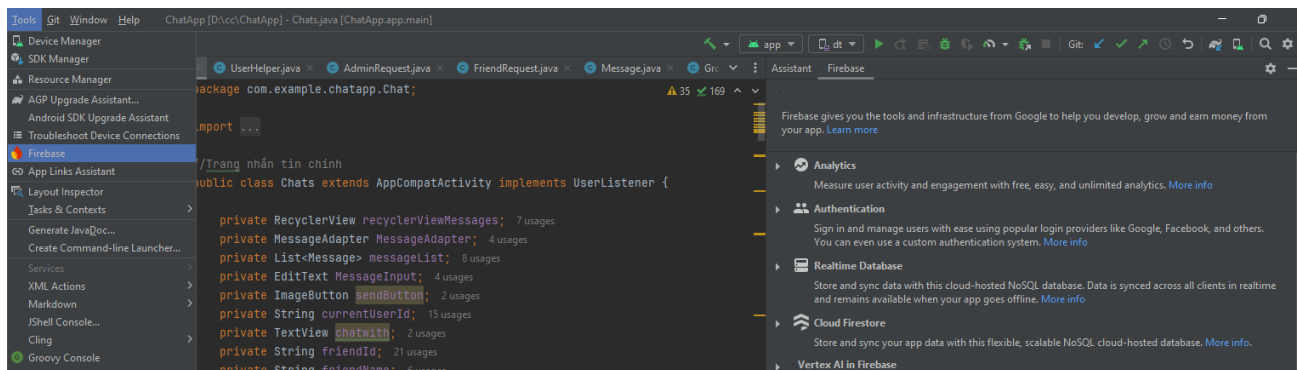 Tools Git Window Help ChatApp [D:\cc\ChatApp] - Chats.java [ChatApp.app.main]
Device Manager
SDK Manager
Resource Manager
AGP Upgrade Assistant...
Android SDK Upgrade Assistant
Troubleshoot Device Connections
Firebase
App Links Assistant
Layout Inspector
Tasks & Contexts
Generate JavaDoc...
Create Command-line Launcher...
Services
XML Actions
Markdown
JShell Console...
Cling
Groovy Console
app dt Git:
UserHelper.java AdminRequest.java FriendRequest.java Message.java Grc
ackage com.example.chatapp.Chat; 35 169
mport ...
/Trang nhắn tin chính
ublic class Chats extends AppCompatActivity implements UserListener {
private RecyclerView recyclerViewMessages; 7 usages
private MessageAdapter MessageAdapter; 4 usages
private List<Message> messageList; 8 usages
private EditText MessageInput; 4 usages
private ImageButton sendButton; 2 usages
private String currentUserId; 15 usages
private TextView chatwith; 2 usages
private String friendId; 21 usages
private String friendName;
Assistant Firebase
Firebase gives you the tools and infrastructure from Google to help you develop, grow and earn money from
your app. Learn more
Analytics
Measure user activity and engagement with free, easy, and unlimited analytics. More info
Authentication
Sign in and manage users with ease using popular login providers like Google, Facebook, and others.
You can even use a custom authentication system. More info
Realtime Database
Store and sync data with this cloud-hosted NoSQL database. Data is synced across all clients in realtime
and remains available when your app goes offline. More info
Cloud Firestore
Store and sync your app data with this flexible, scalable NoSQL cloud-hosted database. More info.
Vertex AI in Firebase